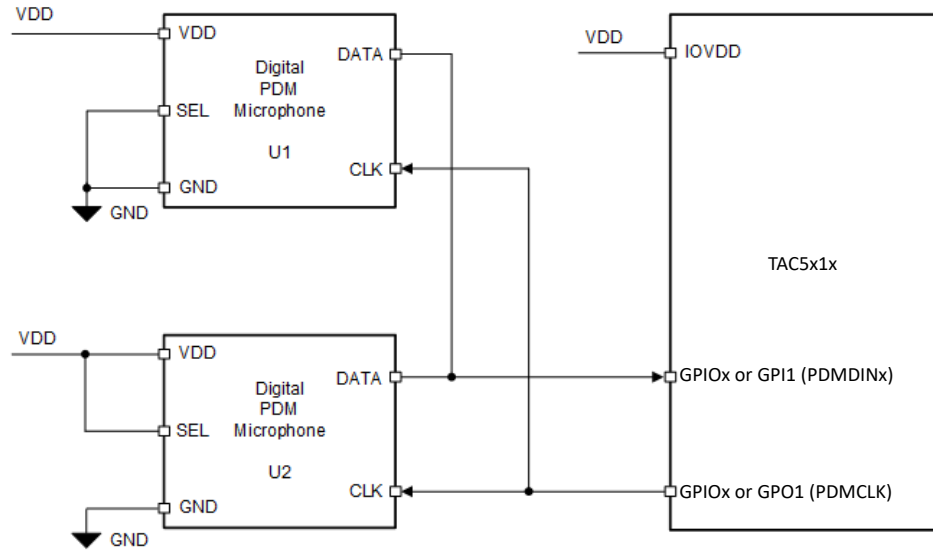 VDD
VDD
DATA
Digital
PDM
Microphone
SEL
U1
CLK
GND
GND
VDD
IOVDD
TAC5x1x
VDD
VDD
DATA
Digital
PDM
Microphone
SEL
U2
CLK
GND
GND
GPIOx or GPI1 (PDMDINx)
GPIOx or GPO1 (PDMCLK)